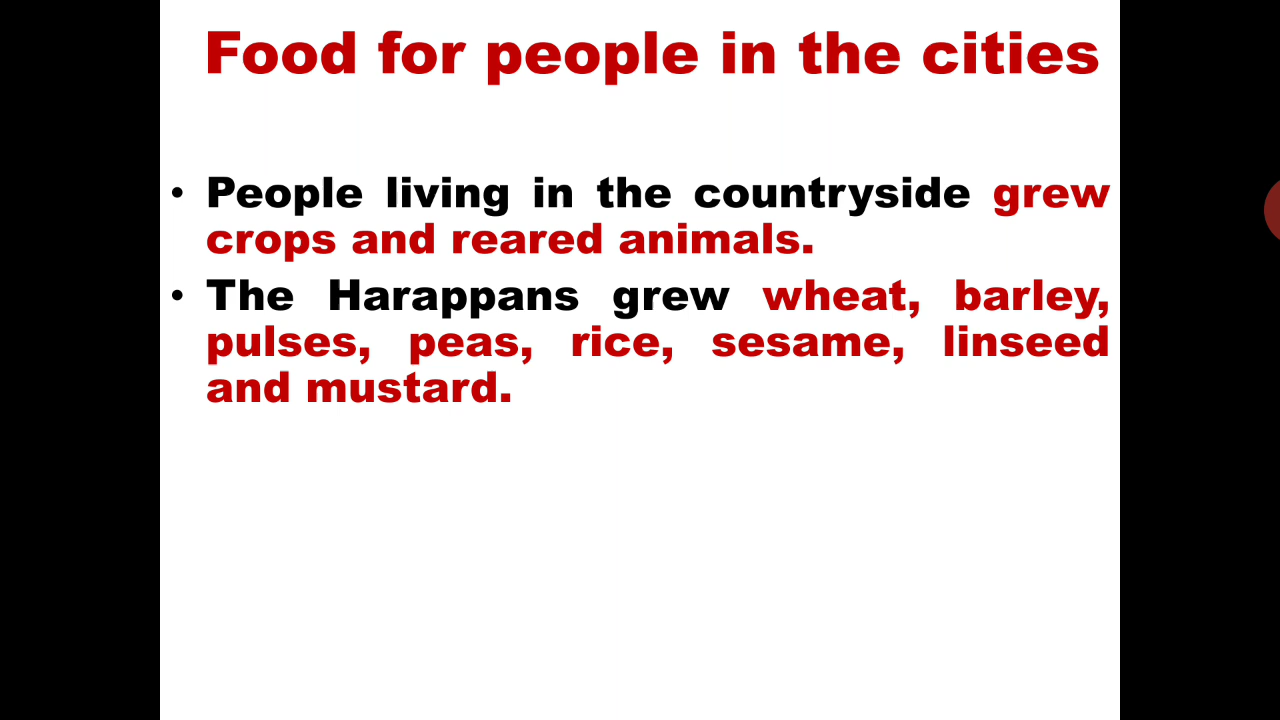 Food for people in the cities
• People living in the countryside grew
crops and reared animals.
• The Harappans grew wheat, barley,
pulses, peas, rice, sesame, linseed
and mustard.